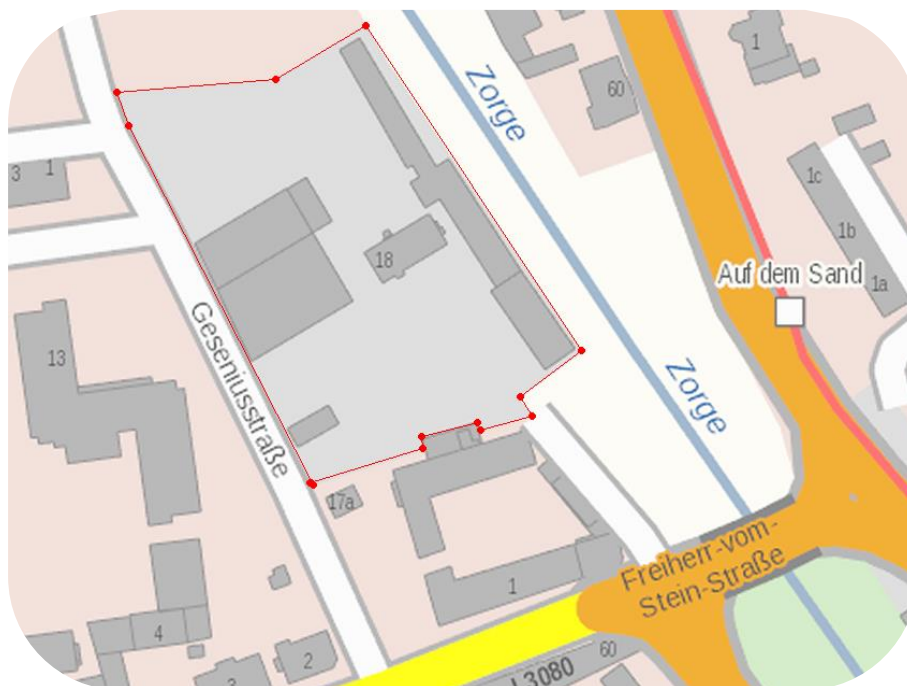 Zorge
1
60
3 1
1c
1b
1a
18
Auf dem Sand
Geseniusstraße
13
Zorge
17a
Freiherr-vom-
Stein-Straße
1
4
2
3
60
L 3080